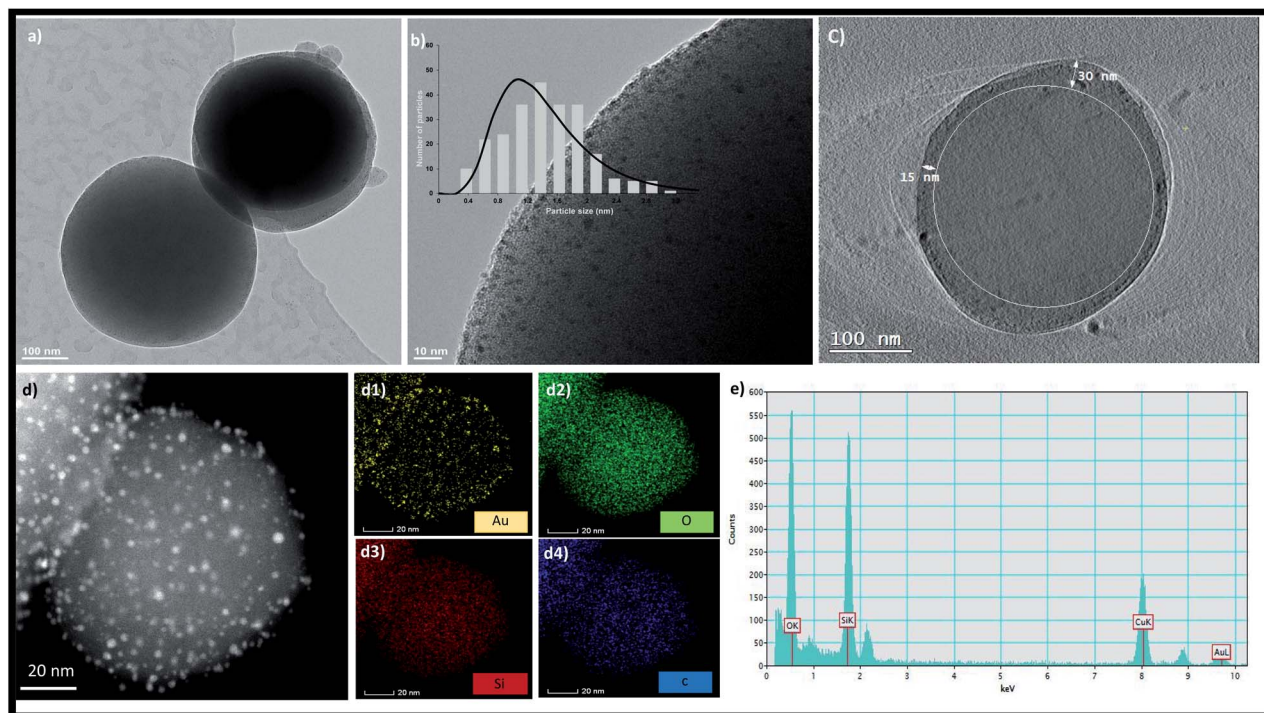 a)
100 nm
b)
60
50
40
30
20
10
0
Number of particles
0 0.4 0.8 1.2 1.6 2 2.4 2.8
Particle size (nm)
10 nm
C)
30 nm
15 nm
100 nm
d)
20 nm
d1)
20 nm
Au
d2)
20 nm
O
d3)
20 nm
Si
d4)
20 nm
c
e)
600
550
500
450
400
350
300
250
200
150
100
50
0
Counts
OK
SiK
CuK
AuL
0 1 2 3 4 5 6 7 8 9 10
keV